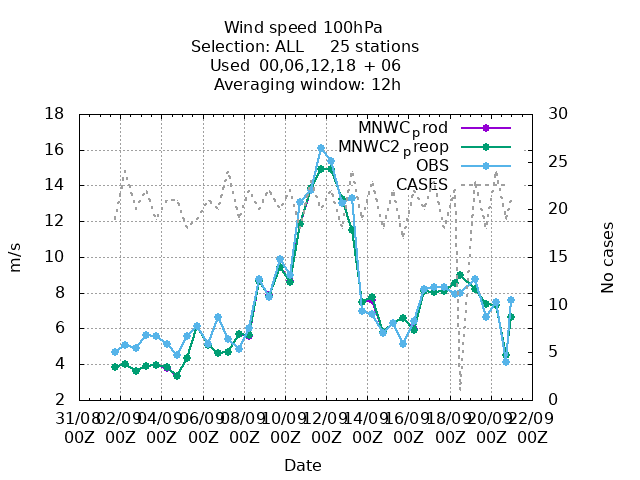 Wind speed 100hPa
Selection: ALL 25 stations
Used 00,06,12,18 + 06
Averaging window: 12h
18 30
MNWCprod
16 25
MNWC2preop
OBS
14 CASES 20
12
m/s No cases
10 15
8 10
6
4 5
2 0
31/08 02/09 04/09 06/09 08/09 10/09 12/09 14/09 16/09 18/09 20/09 22/09
00Z 00Z 00Z 00Z 00Z 00Z 00Z 00Z 00Z 00Z 00Z 00Z
Date